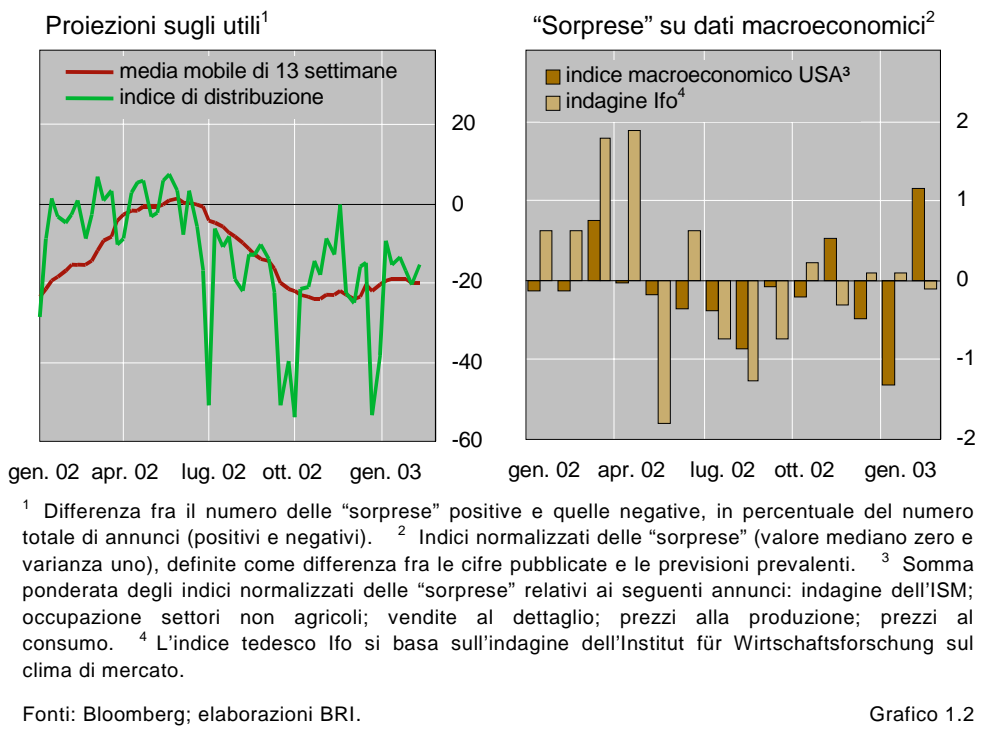 Proiezioni sugli utili¹
media mobile di 13 settimane
indice di distribuzione
20
0
-20
-40
-60
gen. 02 apr. 02 lug. 02 ott. 02 gen. 03
“Sorprese” su dati macroeconomici²
indice macroeconomico USA³
indagine Ifo⁴
2
1
0
-1
-2
gen. 02 apr. 02 lug. 02 ott. 02 gen. 03
¹ Differenza fra il numero delle “sorprese” positive e quelle negative, in percentuale del numero
totale di annunci (positivi e negativi). ² Indici normalizzati delle “sorprese” (valore mediano zero e
varianza uno), definite come differenza fra le cifre pubblicate e le previsioni prevalenti. ³ Somma
ponderata degli indici normalizzati delle “sorprese” relativi ai seguenti annunci: indagine dell’ISM;
occupazione settori non agricoli; vendite al dettaglio; prezzi alla produzione; prezzi al
consumo. ⁴ L’indice tedesco Ifo si basa sull’indagine dell’Institut für Wirtschaftsforschung sul
clima di mercato.
Fonti: Bloomberg; elaborazioni BRI. Grafico 1.2